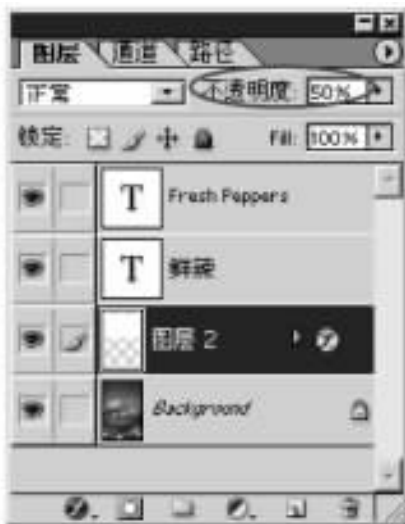 图层 通道 路径
正常 不透明度: 50%
锁定: Fill: 100%
T Fresh Peppers
T 鲜辣
图层 2
Background